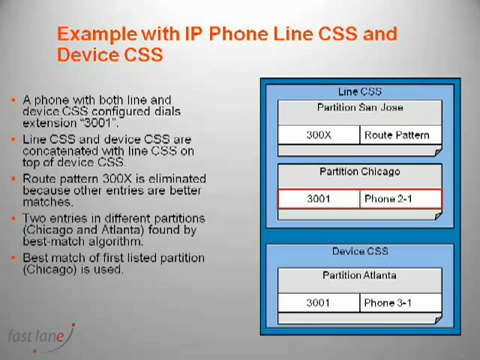 Example with IP Phone Line CSS and
Device CSS
A phone with both line and
device CSS configured dials
extension “3001”.
Line CSS and device CSS are
concatenated with line CSS on
top of device CSS.
Route pattern 300X is eliminated
because other entries are better
matches.
Two entries in different partitions
(Chicago and Atlanta) found by
best-match algorithm.
Best match of first listed partition
(Chicago) is used.
Line CSS
Partition San Jose
300X Route Pattern
Partition Chicago
3001 Phone 2-1
Device CSS
Partition Atlanta
3001 Phone 3-1
fast lane